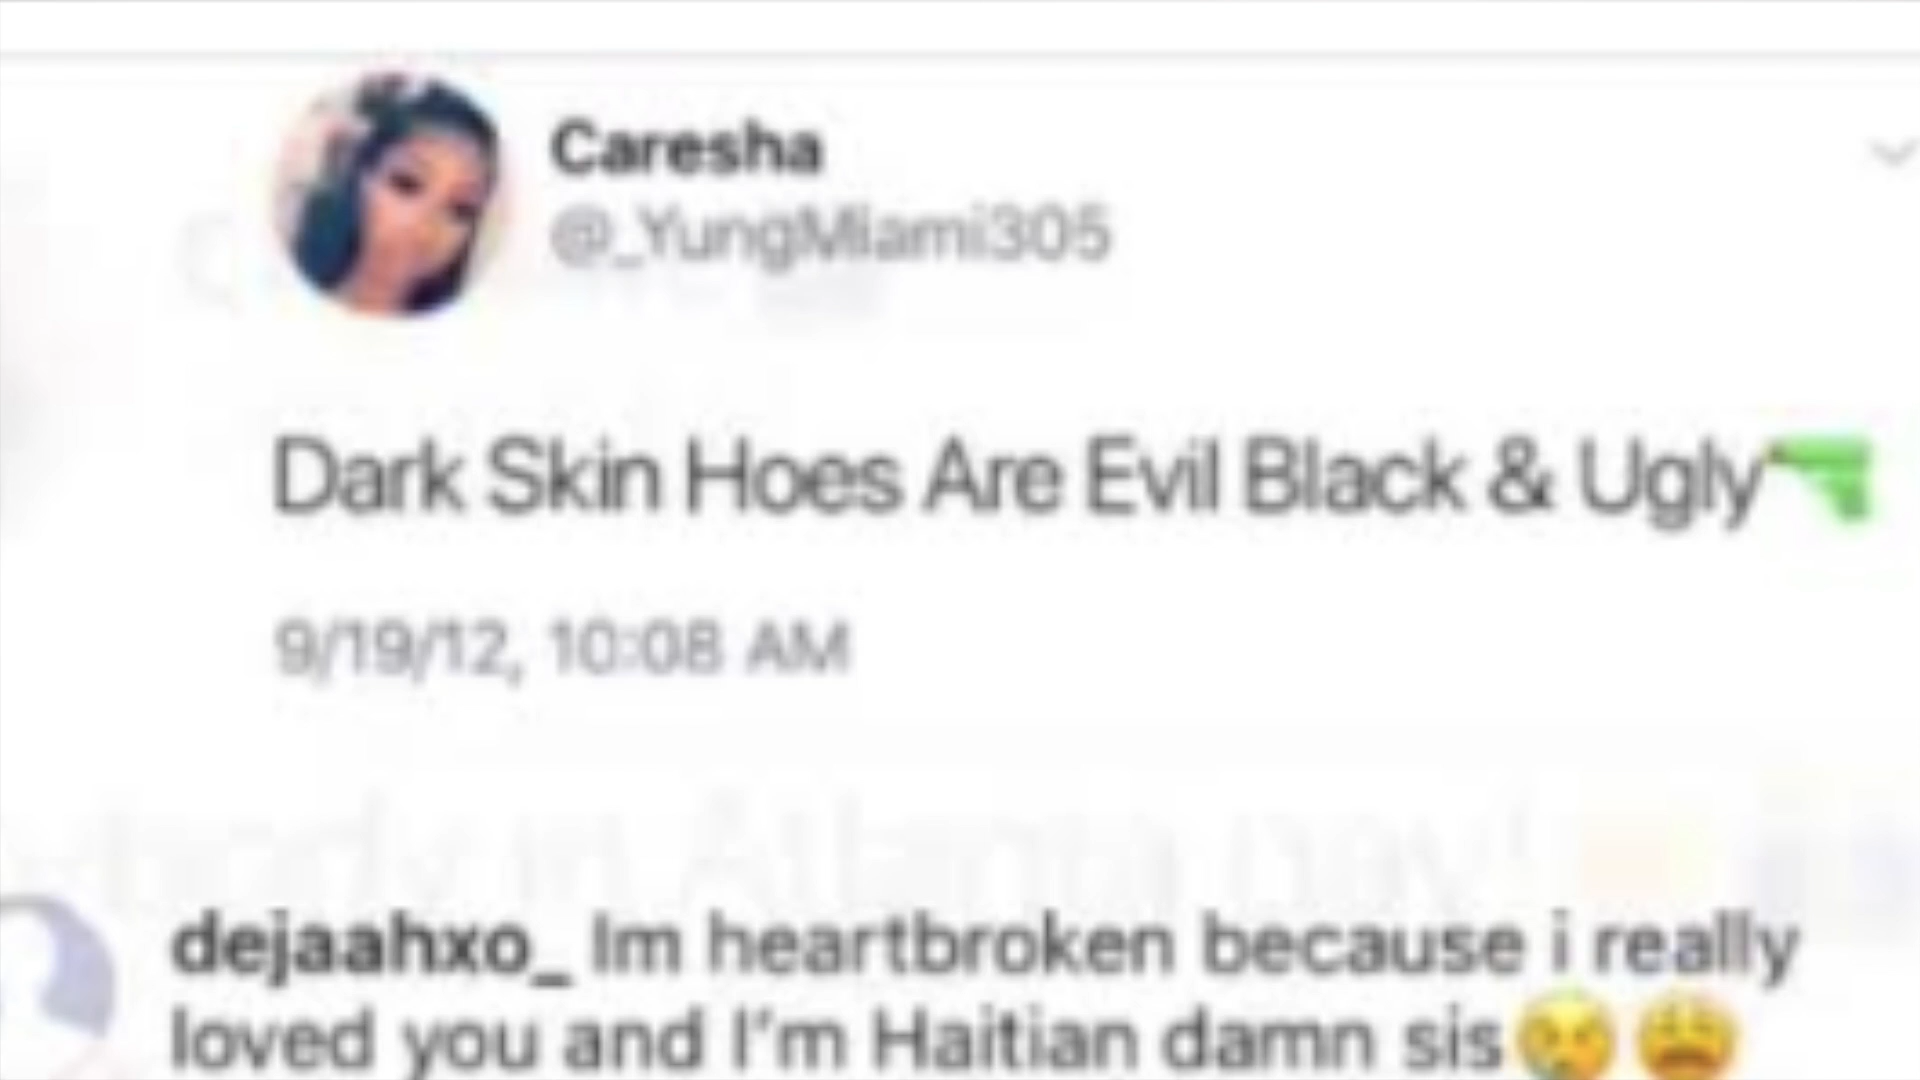 Caresha
@_YungMiami305
Dark Skin Hoes Are Evil Black & Ugly🔫
9/19/12, 10:08 AM
dejaahxo_ Im heartbroken because i really
loved you and I'm Haitian damn sis😢😩